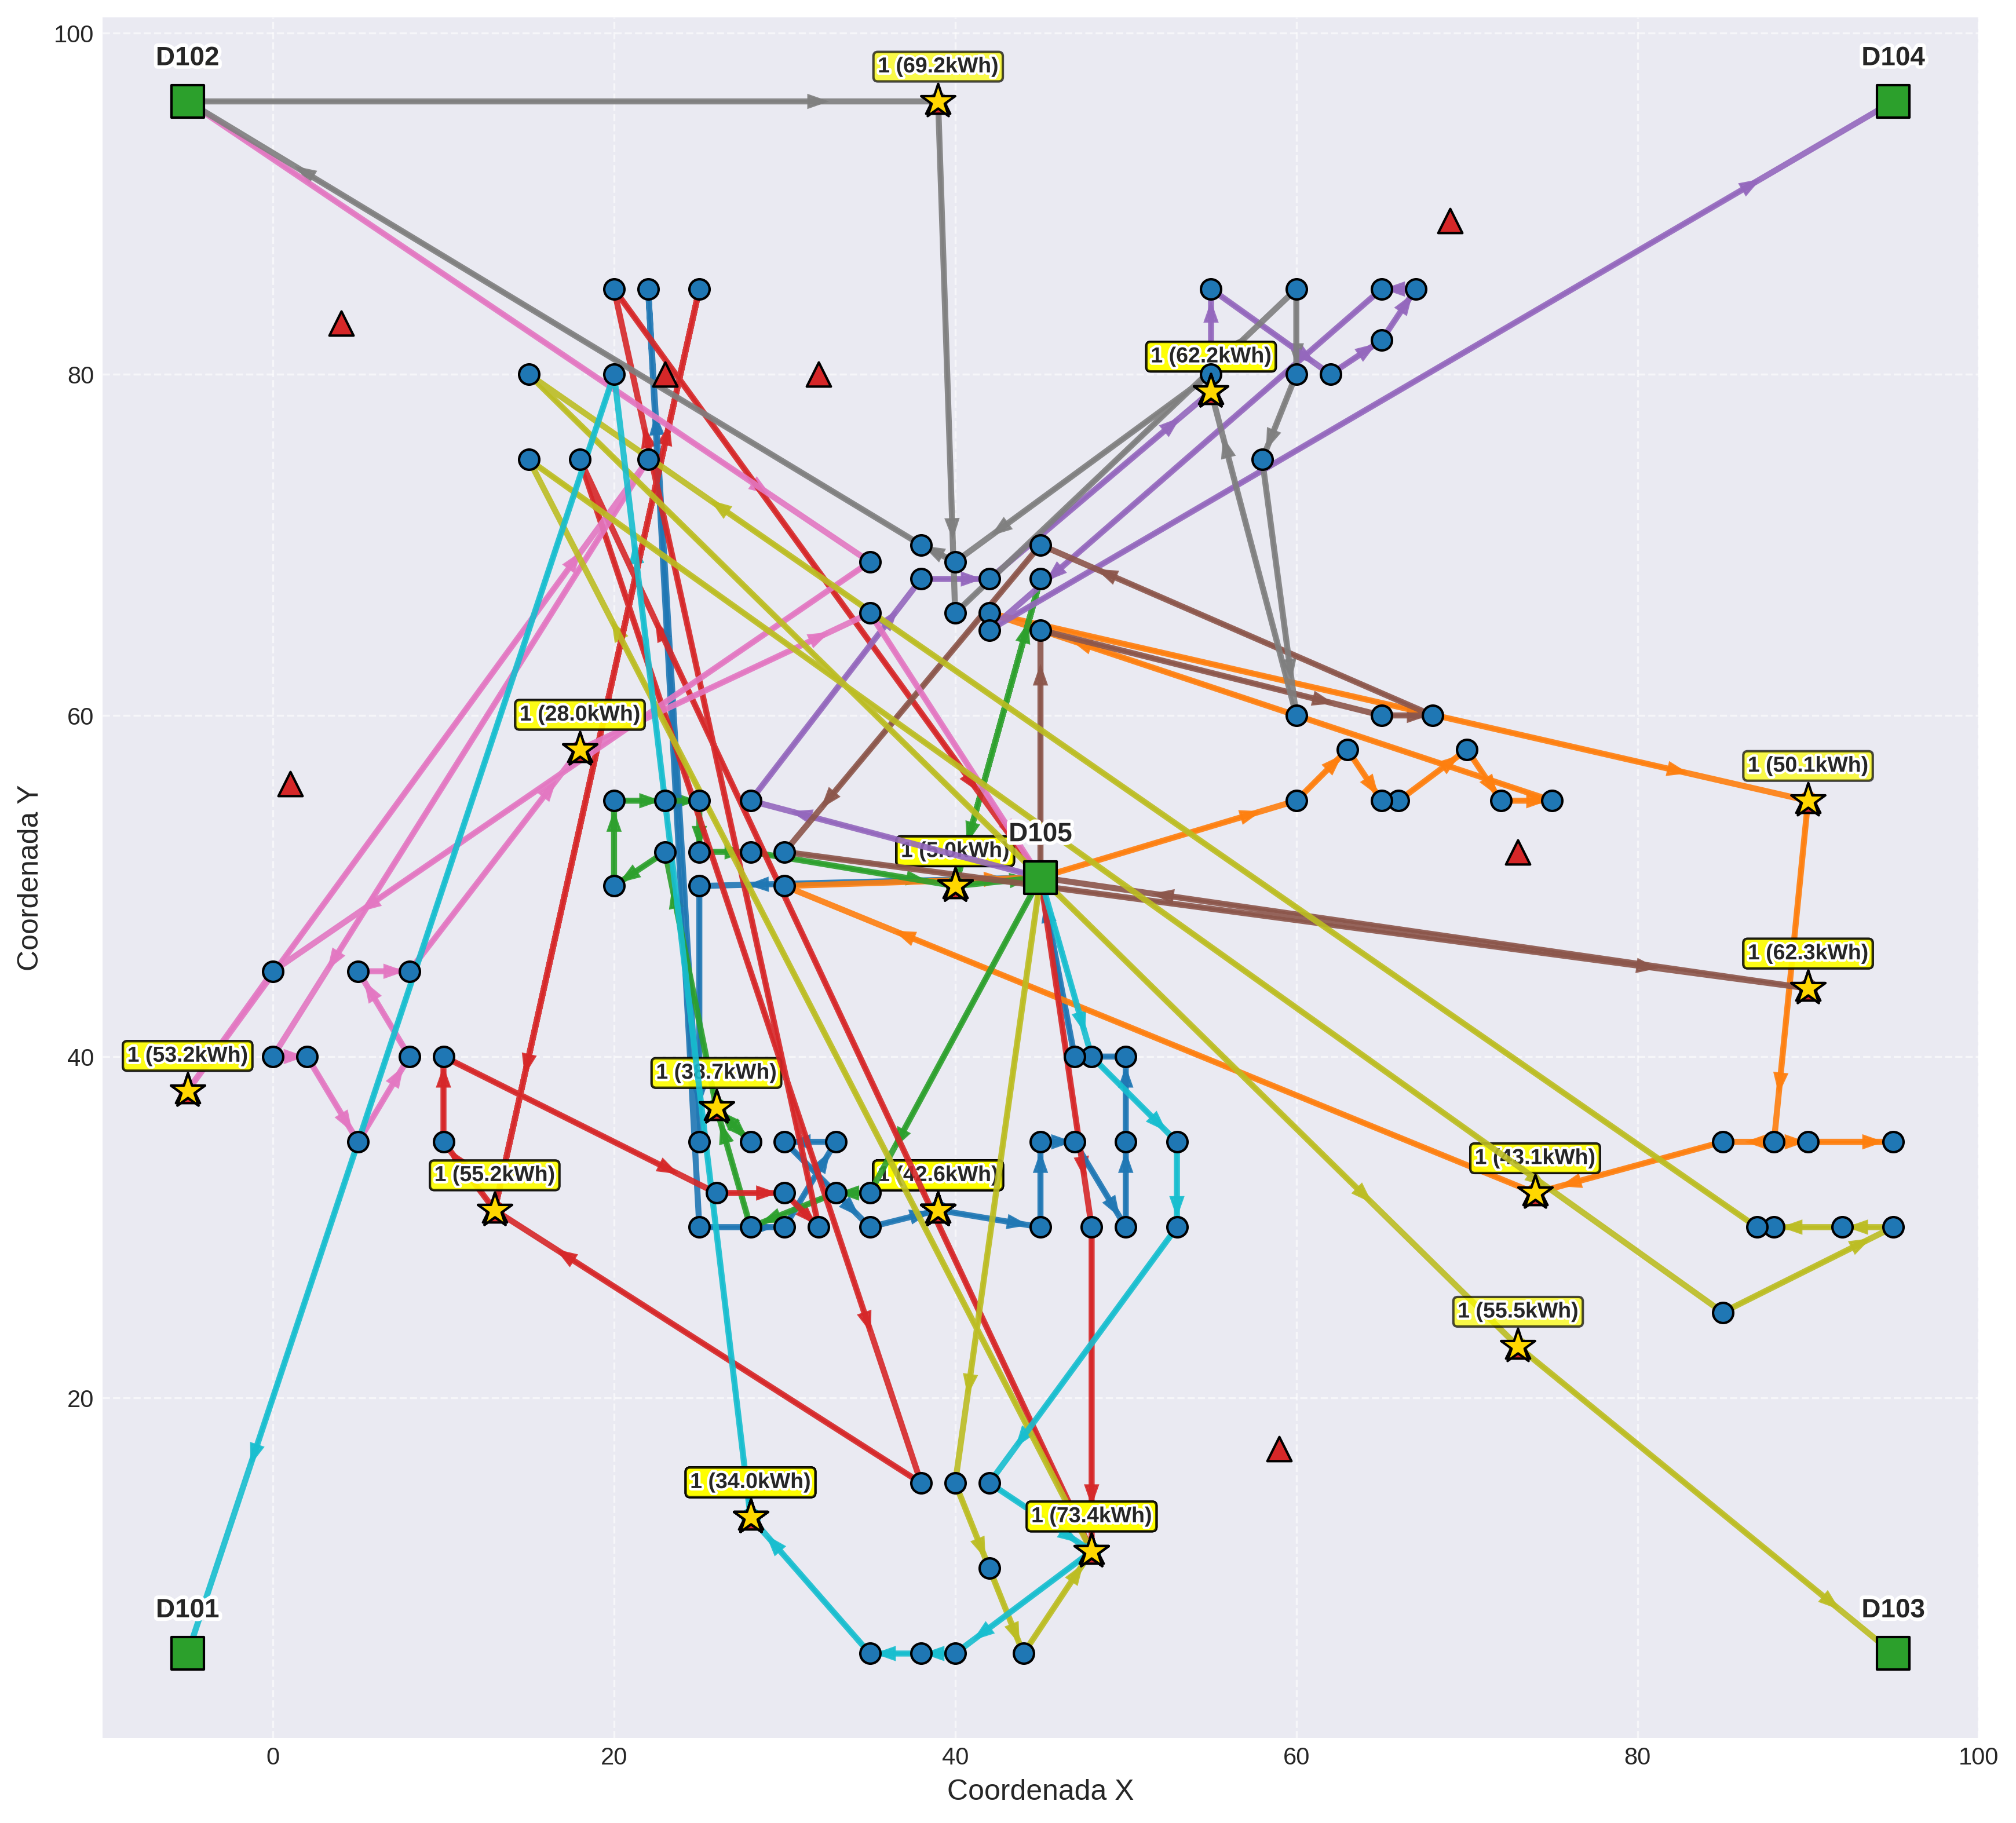 100
D102
1 (69.2kWh)
D104
1 (62.2kWh)
80
1 (28.0kWh)
60
1 (50.1kWh)
D105
1 (5.0kWh)
Coordenada Y
1 (62.3kWh)
40
1 (53.2kWh)
1 (33.7kWh)
1 (43.1kWh)
1 (55.2kWh)
1 (42.6kWh)
1 (55.5kWh)
20
1 (34.0kWh)
1 (73.4kWh)
D101
D103
0
20
40
60
80
100
Coordenada X